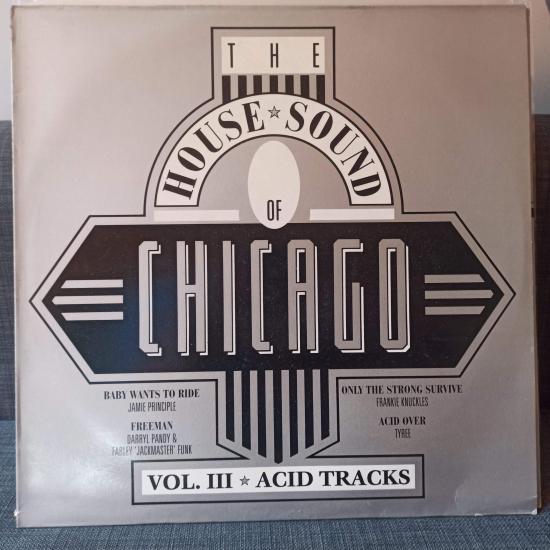 THE
HOUSE ★ SOUND
OF
CHICAGO
BABY WANTS TO RIDE
JAMIE PRINCIPLE
FREEMAN
DARRYL PANDY &
FARLEY 'JACKMASTER' FUNK
ONLY THE STRONG SURVIVE
FRANKIE KNUCKLES
ACID OVER
TYREE
VOL. III ★ ACID TRACKS